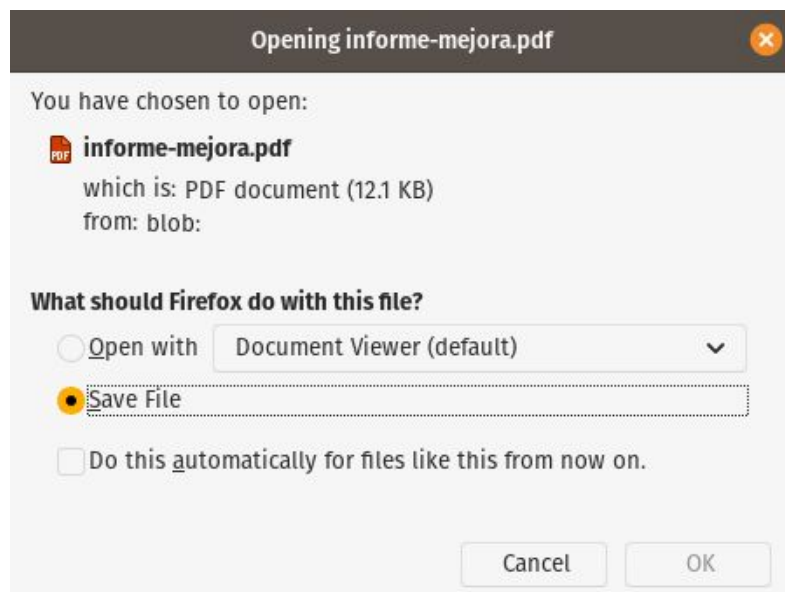 Opening informe-mejora.pdf
You have chosen to open:
PDF informe-mejora.pdf
which is: PDF document (12.1 KB)
from: blob:
What should Firefox do with this file?
Open with Document Viewer (default)
Save File
Do this automatically for files like this from now on.
Cancel OK